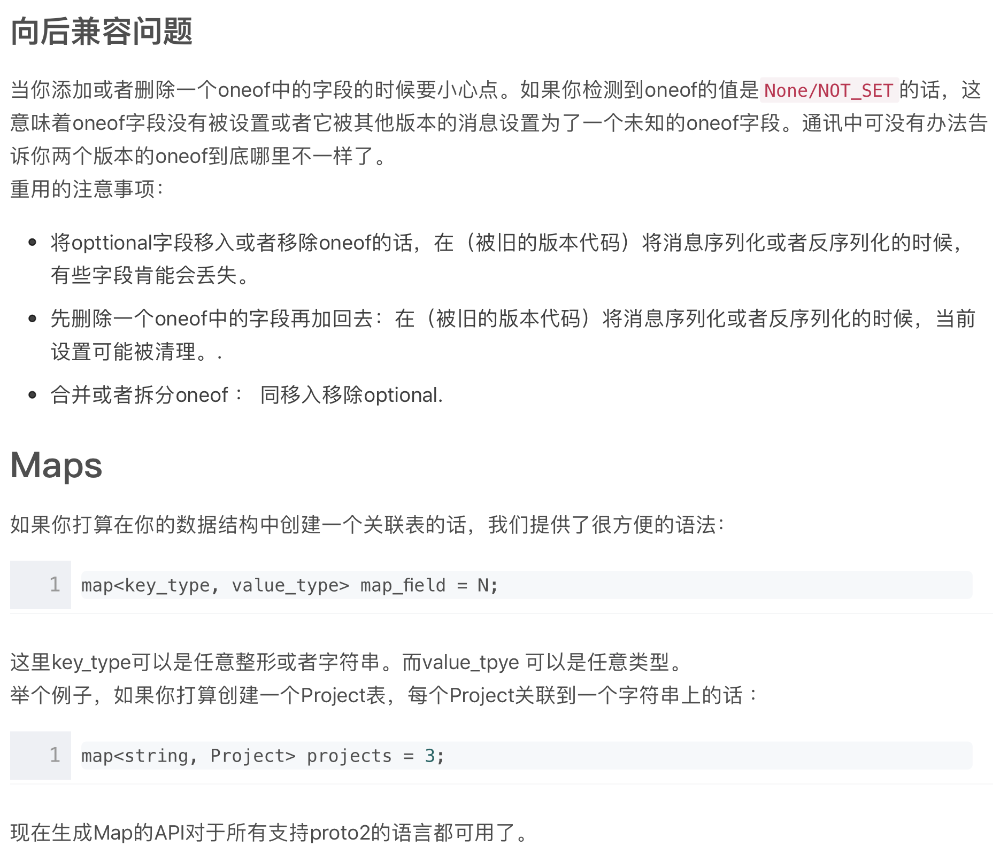 向后兼容问题
当你添加或者删除一个oneof中的字段的时候要小心点。如果你检测到oneof的值是None/NOT_SET的话，这
意味着oneof字段没有被设置或者它被其他版本的消息设置为了一个未知的oneof字段。通讯中可没有办法告
诉你两个版本的oneof到底哪里不一样了。
重用的注意事项：
• 将opttional字段移入或者移除oneof的话，在（被旧的版本代码）将消息序列化或者反序列化的时候，
有些字段肯能会丢失。
• 先删除一个oneof中的字段再加回去：在（被旧的版本代码）将消息序列化或者反序列化的时候，当前
设置可能被清理。.
• 合并或者拆分oneof： 同移入移除optional.
Maps
如果你打算在你的数据结构中创建一个关联表的话，我们提供了很方便的语法：
1 map<key_type, value_type> map_field = N;
这里key_type可以是任意整形或者字符串。而value_tpye 可以是任意类型。
举个例子，如果你打算创建一个Project表，每个Project关联到一个字符串上的话：
1 map<string, Project> projects = 3;
现在生成Map的API对于所有支持proto2的语言都可用了。